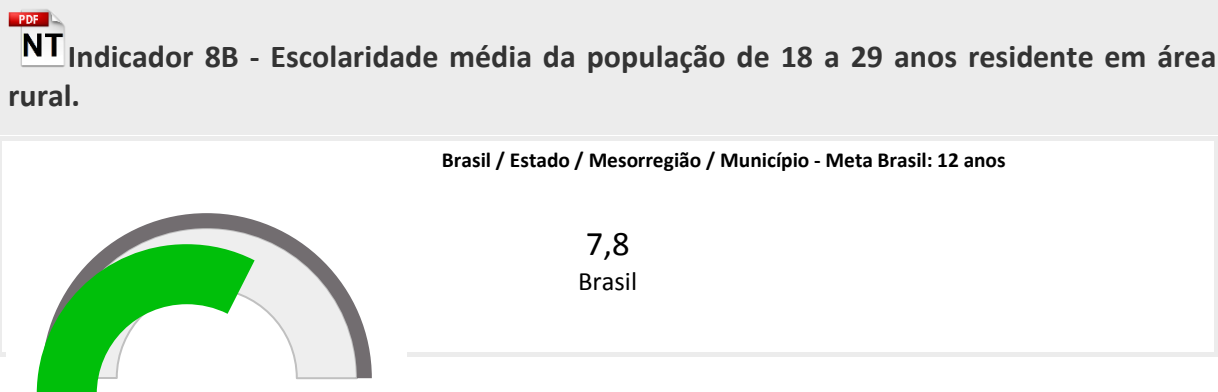 PDF
NT
Indicador 8B - Escolaridade média da população de 18 a 29 anos residente em área
rural.
Brasil / Estado / Mesorregião / Município - Meta Brasil: 12 anos
7,8
Brasil